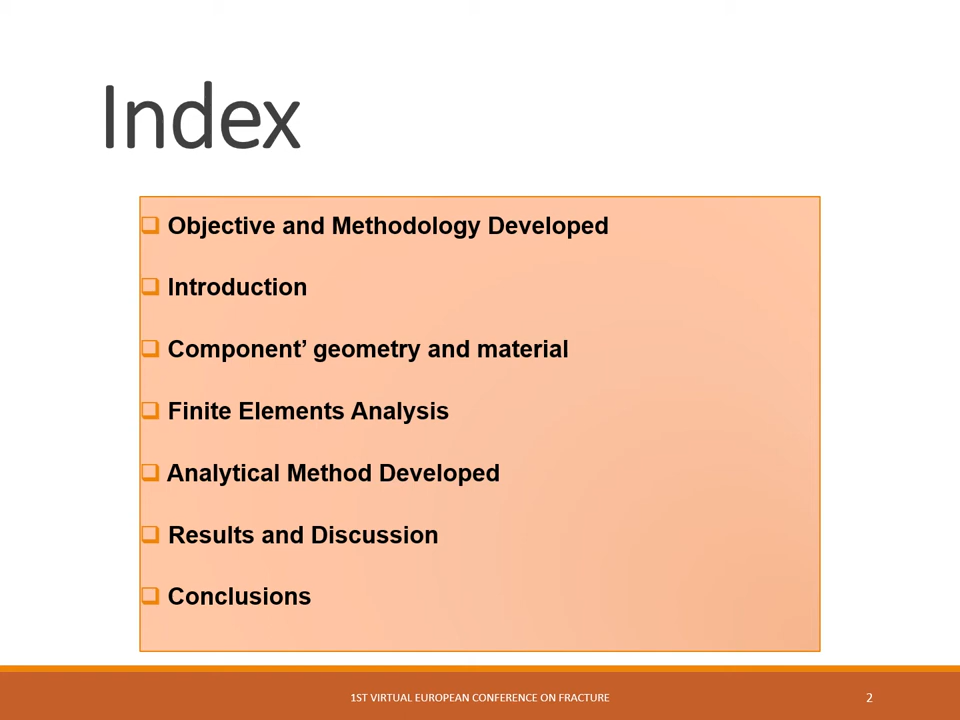 Index
Objective and Methodology Developed
Introduction
Component’ geometry and material
Finite Elements Analysis
Analytical Method Developed
Results and Discussion
Conclusions
1ST VIRTUAL EUROPEAN CONFERENCE ON FRACTURE
2